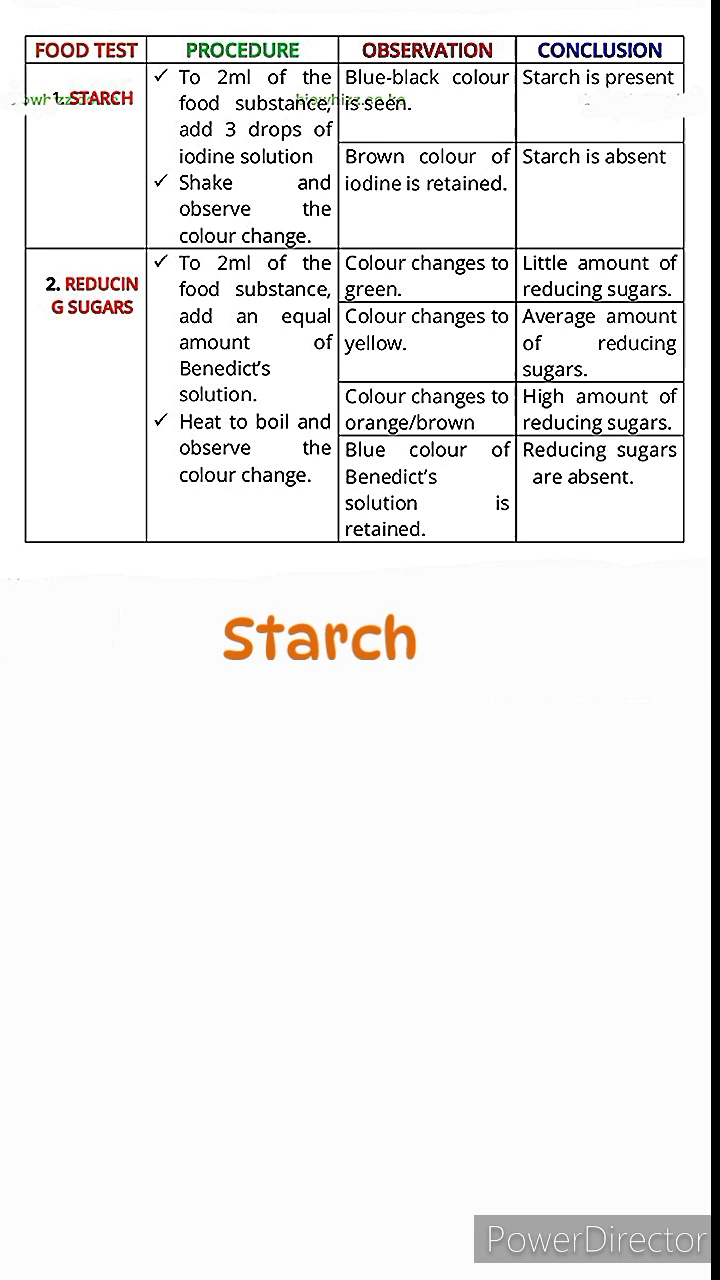 FOOD TEST
PROCEDURE
OBSERVATION
CONCLUSION
1. STARCH
✓ To 2ml of the
food substance,
add 3 drops of
iodine solution
✓ Shake and
observe the
colour change.
Blue-black colour
is seen.
Starch is present
Brown colour of
iodine is retained.
Starch is absent
2. REDUCIN
G SUGARS
✓ To 2ml of the
food substance,
add an equal
amount of
Benedict's
solution.
✓ Heat to boil and
observe the
colour change.
Colour changes to
green.
Little amount of
reducing sugars.
Colour changes to
yellow.
Average amount
of reducing
sugars.
Colour changes to
orange/brown
High amount of
reducing sugars.
Blue colour of
Benedict's
solution is
retained.
Reducing sugars
are absent.
Starch
PowerDirector